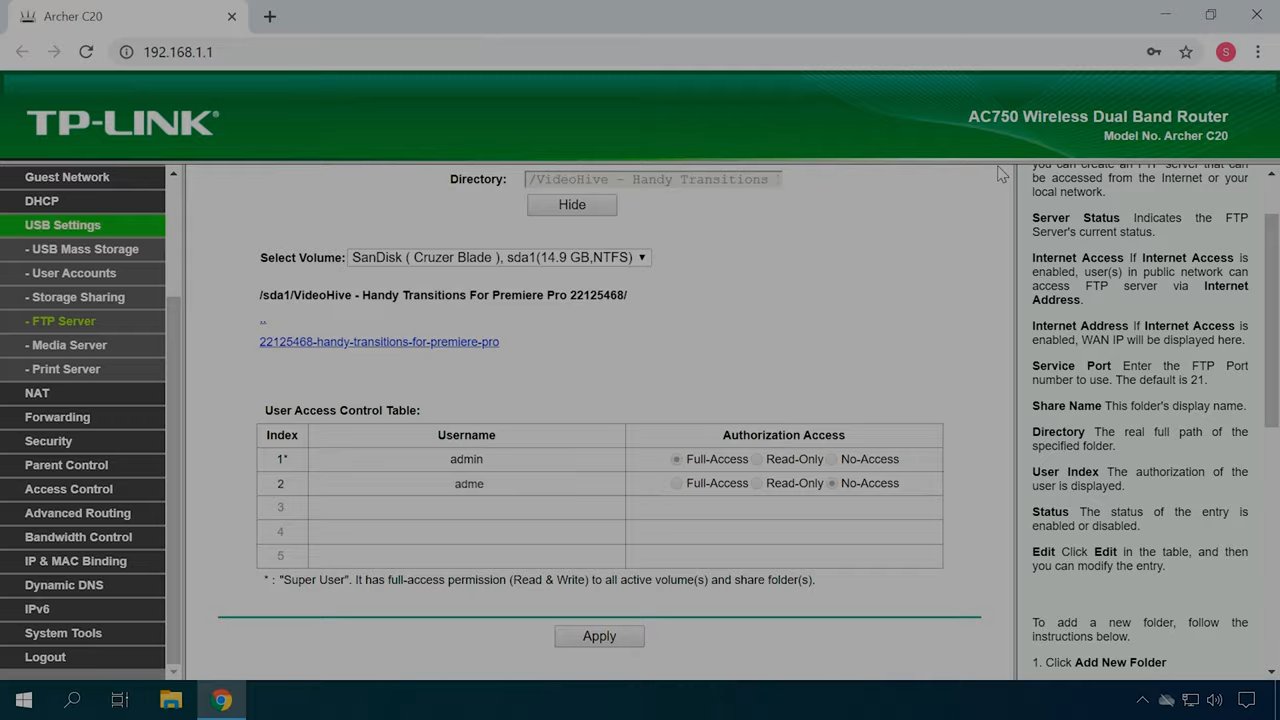 Archer C20
192.168.1.1
S
TP-LINK
AC750 Wireless Dual Band Router
Model No. Archer C20
Guest Network
DHCP
USB Settings
- USB Mass Storage
- User Accounts
- Storage Sharing
- FTP Server
- Media Server
- Print Server
NAT
Forwarding
Security
Parent Control
Access Control
Advanced Routing
Bandwidth Control
IP & MAC Binding
Dynamic DNS
IPv6
System Tools
Logout
Directory: /VideoHive - Handy Transitions
Hide
Select Volume: SanDisk ( Cruzer Blade ), sda1(14.9 GB,NTFS)
/sda1/VideoHive - Handy Transitions For Premiere Pro 22125468/
..
22125468-handy-transitions-for-premiere-pro
User Access Control Table:
Index Username Authorization Access
1* admin Full-Access Read-Only No-Access
2 adme Full-Access Read-Only No-Access
3
4
5
* : "Super User". It has full-access permission (Read & Write) to all active volume(s) and share folder(s).
Apply
you can create an FTP server that can
be accessed from the Internet or your
local network.
Server Status Indicates the FTP
Server's current status.
Internet Access If Internet Access is
enabled, user(s) in public network can
access FTP server via Internet
Address.
Internet Address If Internet Access is
enabled, WAN IP will be displayed here.
Service Port Enter the FTP Port
number to use. The default is 21.
Share Name This folder's display name.
Directory The real full path of the
specified folder.
User Index The authorization of the
user is displayed.
Status The status of the entry is
enabled or disabled.
Edit Click Edit in the table, and then
you can modify the entry.
To add a new folder, follow the
instructions below.
1. Click Add New Folder